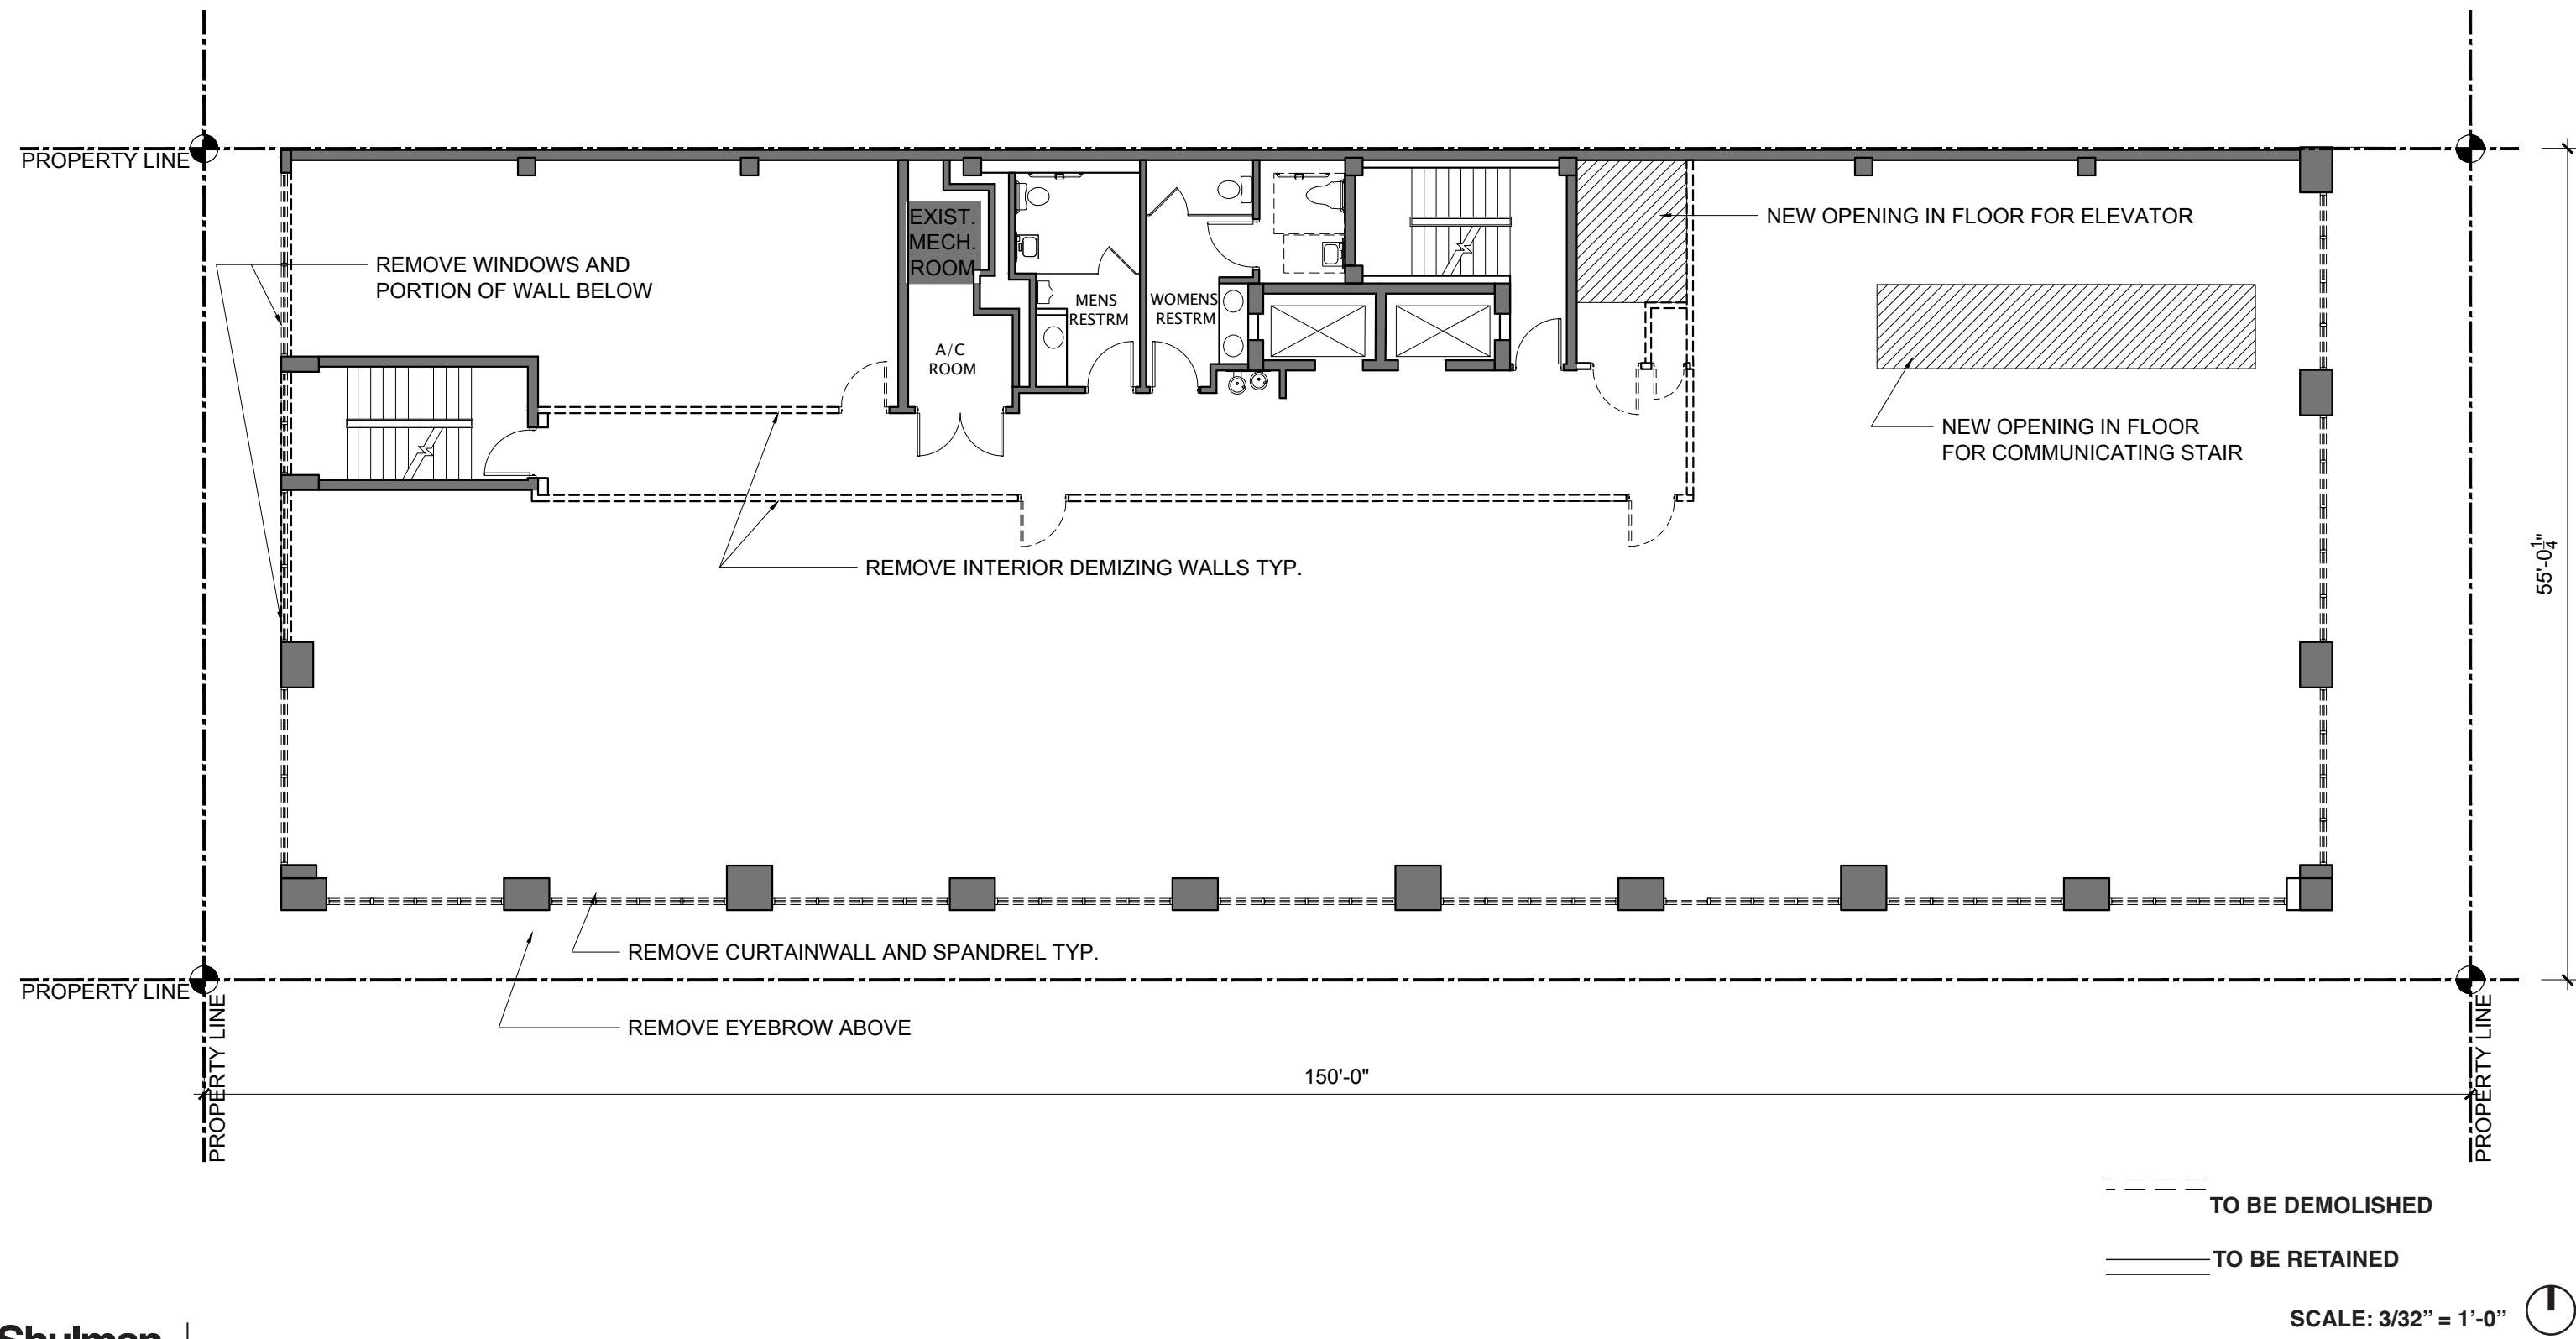 PROPERTY LINE
EXIST.
MECH.
ROOM
NEW OPENING IN FLOOR FOR ELEVATOR
REMOVE WINDOWS AND
PORTION OF WALL BELOW
MENS
RESTRM
WOMENS
RESTRM
A/C
ROOM
NEW OPENING IN FLOOR
FOR COMMUNICATING STAIR
REMOVE INTERIOR DEMIZING WALLS TYP.
55'-0¼"
REMOVE CURTAINWALL AND SPANDREL TYP.
PROPERTY LINE
REMOVE EYEBROW ABOVE
PROPERTY LINE
PROPERTY LINE
150'-0"
TO BE DEMOLISHED
TO BE RETAINED
SCALE: 3/32” = 1’-0”
Shulman